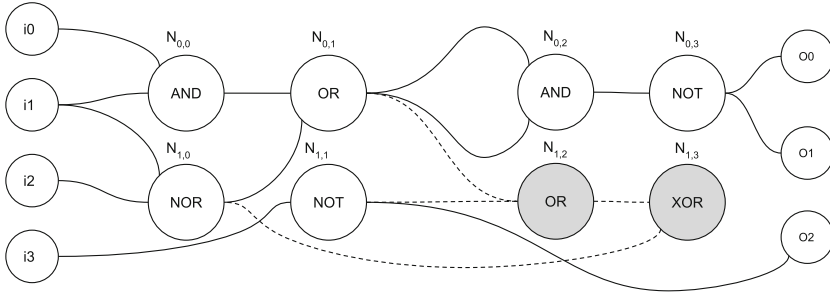 i0
i1
i2
i3
N0,0
AND
N1,0
NOR
N0,1
OR
N1,1
NOT
N0,2
AND
N1,2
OR
N0,3
NOT
N1,3
XOR
O0
O1
O2